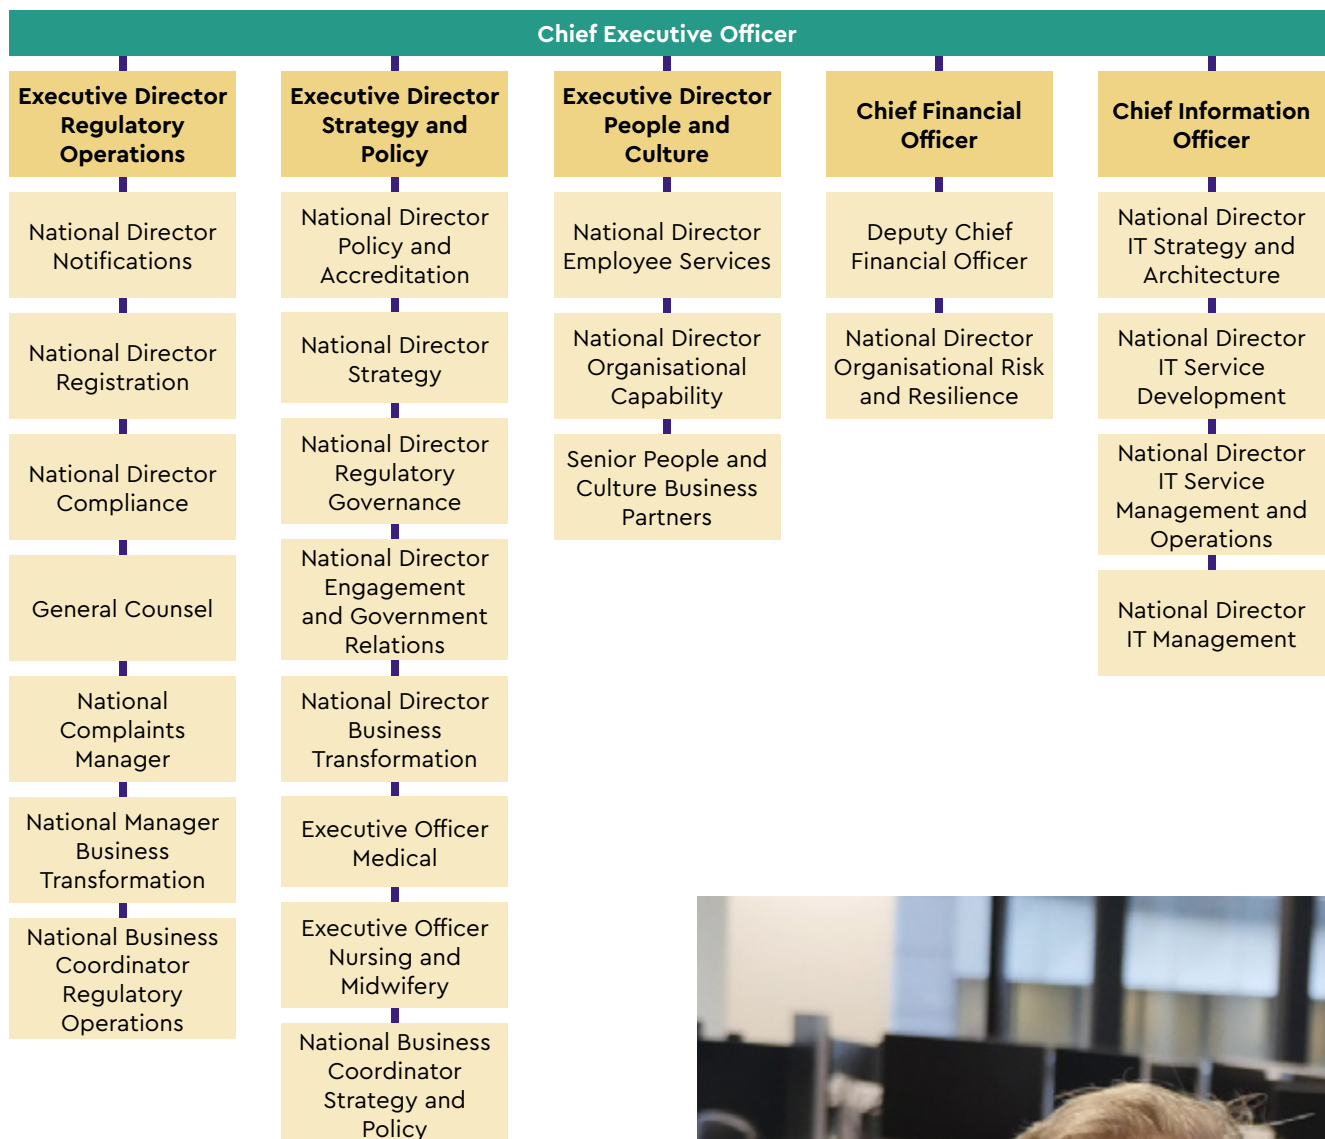 Chief Executive Officer
Executive Director
Regulatory
Operations
National Director
Notifications
National Director
Registration
National Director
Compliance
General Counsel
National
Complaints
Manager
National Manager
Business
Transformation
National Business
Coordinator
Regulatory
Operations
Executive Director
Strategy and
Policy
National Director
Policy and
Accreditation
National Director
Strategy
National Director
Regulatory
Governance
National Director
Engagement
and Government
Relations
National Director
Business
Transformation
Executive Officer
Medical
Executive Officer
Nursing and
Midwifery
National Business
Coordinator
Strategy and
Policy
Executive Director
People and
Culture
National Director
Employee Services
National Director
Organisational
Capability
Senior People and
Culture Business
Partners
Chief Financial
Officer
Deputy Chief
Financial Officer
National Director
Organisational Risk
and Resilience
Chief Information
Officer
National Director
IT Strategy and
Architecture
National Director
IT Service
Development
National Director
IT Service
Management and
Operations
National Director
IT Management